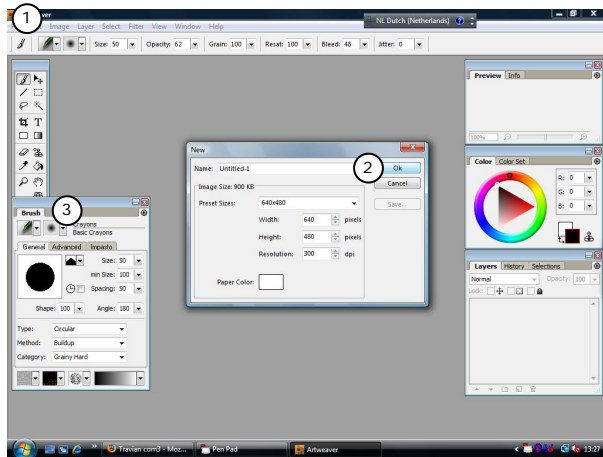 1
NL Dutch (Netherlands)
Image Layer Select Filter View Window Help
Size: 50 Opacity: 62 Grain: 100 Resat: 100 Bleed: 48 Jitter: 0
Preview Info
100%
Color Color Set
R: 0
G: 0
B: 0
Layers History Selections
Normal Opacity: 100
Lock:
New
Name: Untitled-1
2
Ok
Cancel
Save...
Image Size: 900 KB
Preset Sizes: 640x480
Width: 640 pixels
Height: 480 pixels
Resolution: 300 dpi
Paper Color:
3
Brush
Crayons
Basic Crayons
General Advanced Impasto
Size: 50
min Size: 100
Spacing: 50
Shape: 100 Angle: 180
Type: Circular
Method: Buildup
Category: Grainy Hard
Travian com3 - Moz... Pen Pad Artweaver 13:27